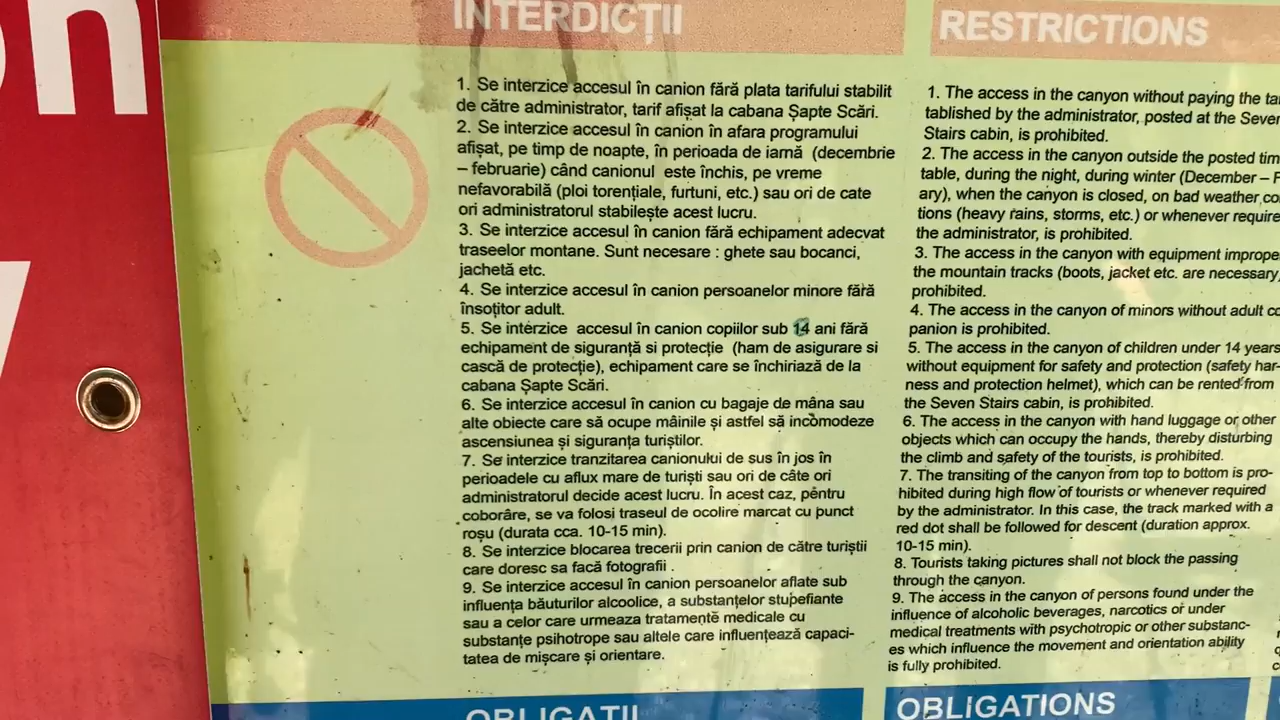 on
INTERDICȚII
1. Se interzice accesul în canion fără plata tarifului stabilit
de către administrator, tarif afișat la cabana Șapte Scări.
2. Se interzice accesul în canion în afara programului
afișat, pe timp de noapte, în perioada de iarnă (decembrie
– februarie) când canionul este închis, pe vreme
nefavorabilă (ploi torențiale, furtuni, etc.) sau ori de cate
ori administratorul stabilește acest lucru.
3. Se interzice accesul în canion fără echipament adecvat
traseelor montane. Sunt necesare : ghete sau bocanci,
jachetă etc.
4. Se interzice accesul în canion persoanelor minore fără
însoțitor adult.
5. Se interzice accesul în canion copiilor sub 14 ani fără
echipament de siguranță si protecție (ham de asigurare si
cască de protecție), echipament care se închiriază de la
cabana Șapte Scări.
6. Se interzice accesul în canion cu bagaje de mâna sau
alte obiecte care să ocupe mâinile și astfel să incomodeze
ascensiunea și siguranța turiștilor.
7. Se interzice tranzitarea canionului de sus în jos în
perioadele cu aflux mare de turiști sau ori de câte ori
administratorul decide acest lucru. În acest caz, pentru
coborâre, se va folosi traseul de ocolire marcat cu punct
roșu (durata cca. 10-15 min).
8. Se interzice blocarea trecerii prin canion de către turiștii
care doresc sa facă fotografii .
9. Se interzice accesul în canion persoanelor aflate sub
influența băuturilor alcoolice, a substanțelor stupefiante
sau a celor care urmeaza tratamente medicale cu
substanțe psihotrope sau altele care influențează capaci-
tatea de mișcare și orientare.
OBLIGAȚII
RESTRICTIONS
1. The access in the canyon without paying the
tablished by the administrator, posted at the Seven
Stairs cabin, is prohibited.
2. The access in the canyon outside the posted tim
table, during the night, during winter (December – F
ary), when the canyon is closed, on bad weather co
tions (heavy rains, storms, etc.) or whenever require
the administrator, is prohibited.
3. The access in the canyon with equipment imprope
the mountain tracks (boots, jacket etc. are necessary
prohibited.
4. The access in the canyon of minors without adult co
panion is prohibited.
5. The access in the canyon of children under 14 years
without equipment for safety and protection (safety har-
ness and protection helmet), which can be rented from
the Seven Stairs cabin, is prohibited.
6. The access in the canyon with hand luggage or other
objects which can occupy the hands, thereby disturbing
the climb and safety of the tourists, is prohibited.
7. The transiting of the canyon from top to bottom is pro-
hibited during high flow of tourists or whenever required
by the administrator. In this case, the track marked with a
red dot shall be followed for descent (duration approx.
10-15 min).
8. Tourists taking pictures shall not block the passing
through the canyon.
9. The access in the canyon of persons found under the
influence of alcoholic beverages, narcotics or under
medical treatments with psychotropic or other substanc-
es which influence the movement and orientation ability
is fully prohibited.
OBLIGATIONS